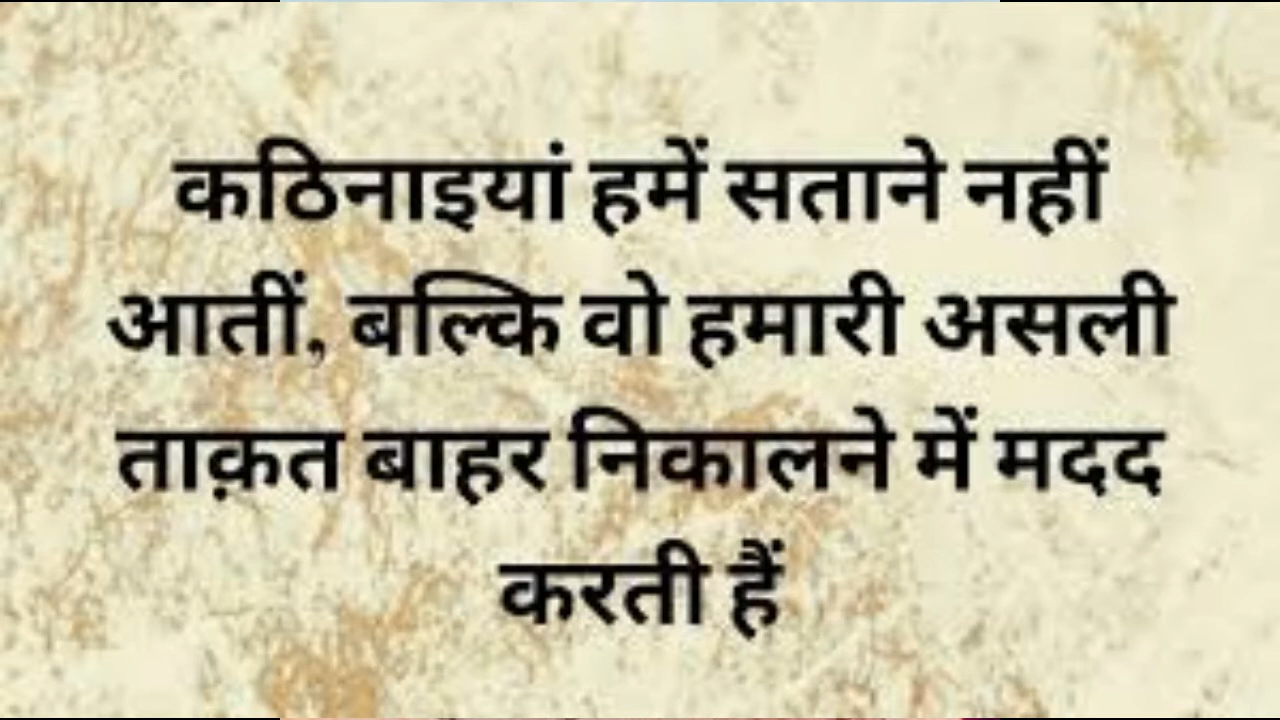 कठिनाइयां हमें सताने नहीं
आतीं, बल्कि वो हमारी असली
ताक़त बाहर निकालने में मदद
करती हैं